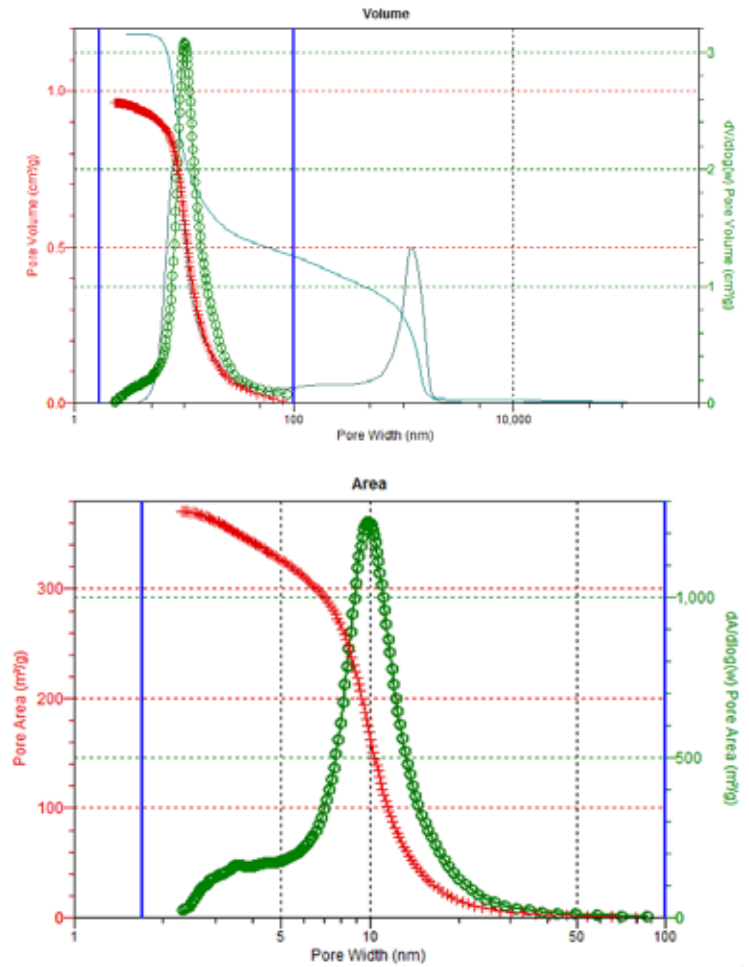 Volume
1.0
0.5
0.0
Pore Volume (cm³/g)
3
2
1
0
dV/dlog(w) Pore Volume (cm³/g)
1
100
10,000
Pore Width (nm)
Area
300
200
100
0
Pore Area (m²/g)
1,000
500
0
dA/dlog(w) Pore Area (m²/g)
1
5
10
50
100
Pore Width (nm)